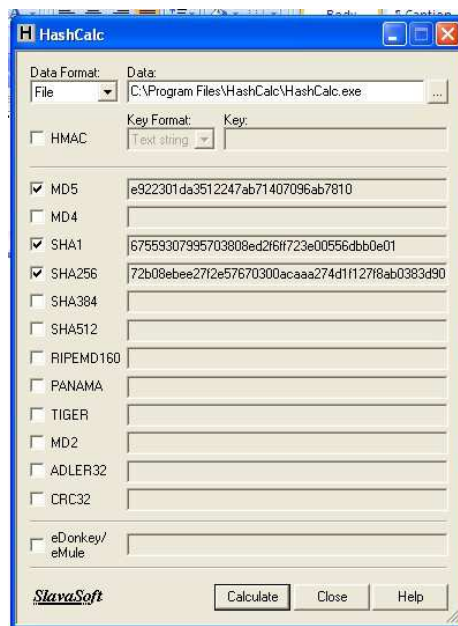 HashCalc
Data Format: Data:
File C:\Program Files\HashCalc\HashCalc.exe ...
Key Format: Key:
HMAC Text string
MD5 e922301da3512247ab71407096ab7810
MD4
SHA1 67559307995703808ed2f6ff723e00556dbb0e01
SHA256 72b08ebee27f2e57670300acaaa274d1f127f8ab0383d90
SHA384
SHA512
RIPEMD160
PANAMA
TIGER
MD2
ADLER32
CRC32
eDonkey/
eMule
SlavaSoft Calculate Close Help